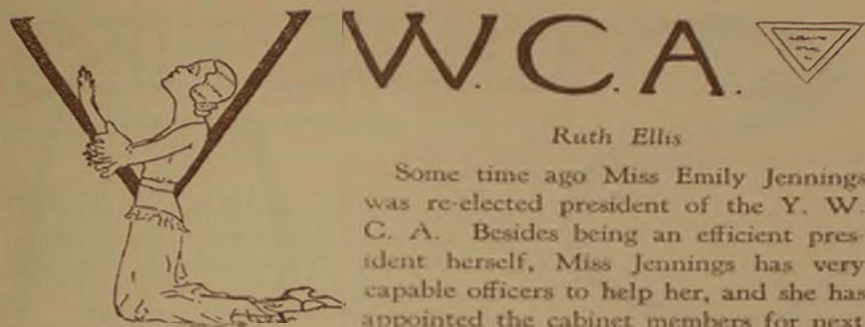 Y W. C. A.
Ruth Ellis
Some time ago Miss Emily Jennings
was re-elected president of the Y. W.
C. A. Besides being an efficient pres-
ident herself, Miss Jennings has very
capable officers to help her, and she has
appointed the cabinet members for next